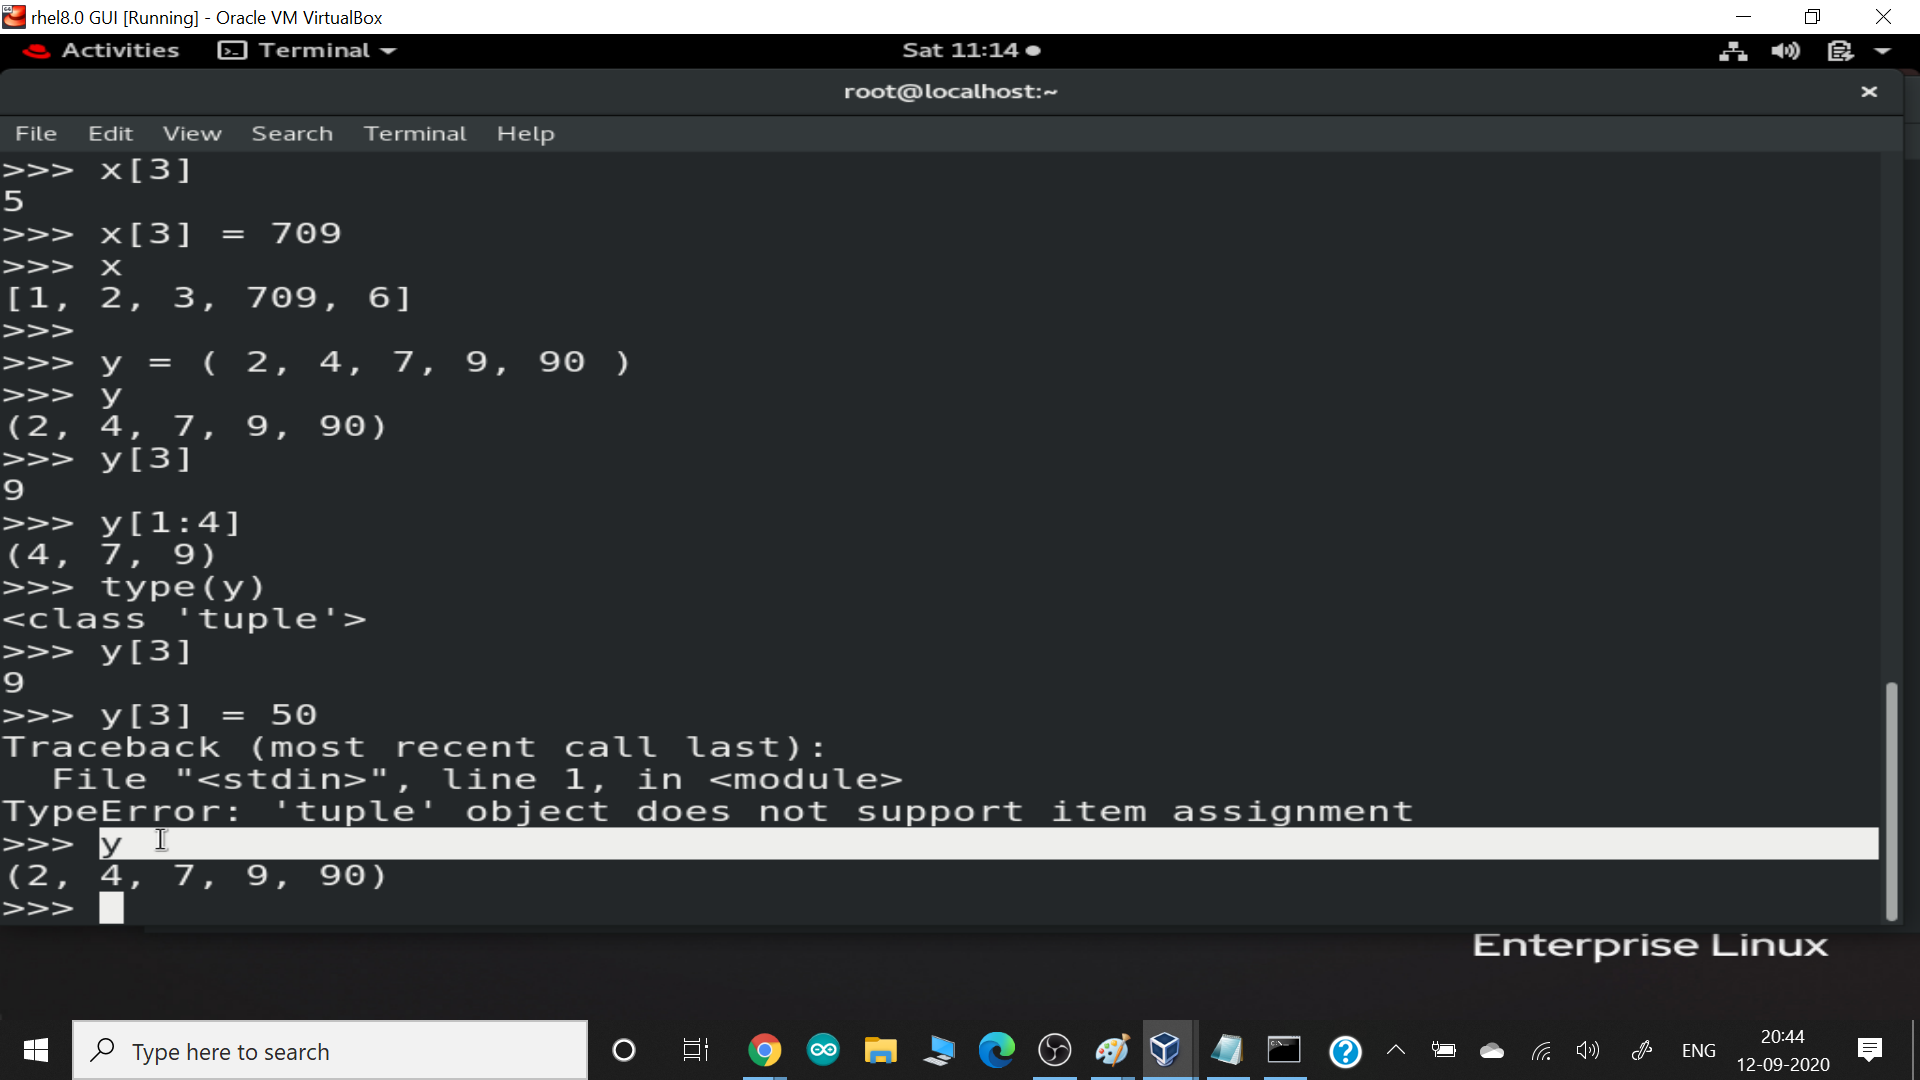 rhel8.0 GUI [Running] - Oracle VM VirtualBox
Activities Terminal Sat 11:14
root@localhost:~
File Edit View Search Terminal Help
>>> x[3]
5
>>> x[3] = 709
>>> x
[1, 2, 3, 709, 6]
>>>
>>> y = ( 2, 4, 7, 9, 90 )
>>> y
(2, 4, 7, 9, 90)
>>> y[3]
9
>>> y[1:4]
(4, 7, 9)
>>> type(y)
<class 'tuple'>
>>> y[3]
9
>>> y[3] = 50
Traceback (most recent call last):
  File "<stdin>", line 1, in <module>
TypeError: 'tuple' object does not support item assignment
>>> y
(2, 4, 7, 9, 90)
>>>
Enterprise Linux
Type here to search
ENG
20:44
12-09-2020